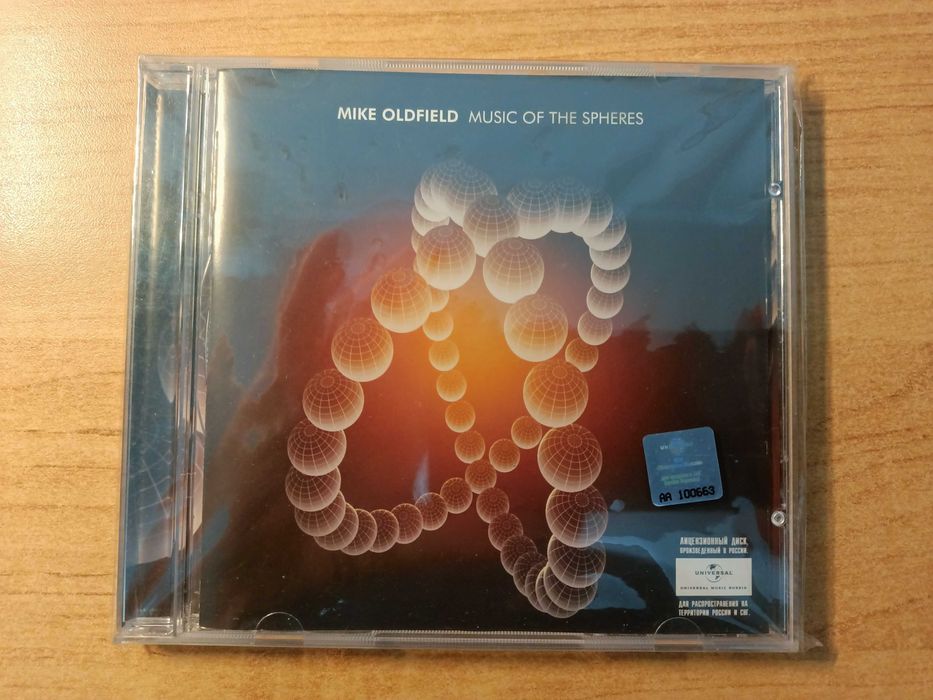 MIKE OLDFIELD MUSIC OF THE SPHERES
AA 100663
ЛИЦЕНЗИОННЫЙ ДИСК,
ПРОИЗВЕДЕННЫЙ В РОССИИ.
UNIVERSAL
UNIVERSAL MUSIC RUSSIA
ДЛЯ РАСПРОСТРАНЕНИЯ НА
ТЕРРИТОРИИ РОССИИ И СНГ.